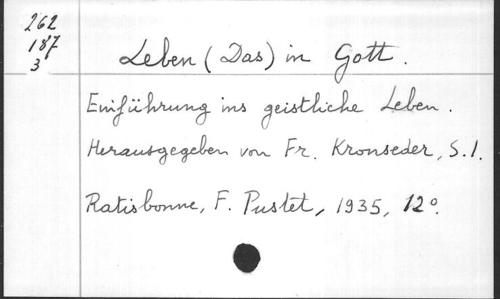 262
187
3
Leben (Das) in Gott.
Einführung ins geistliche Leben.
Herausgegeben von Fr. Kronseder, S.I.
Ratisbonne, F. Pustet, 1935, 12°.